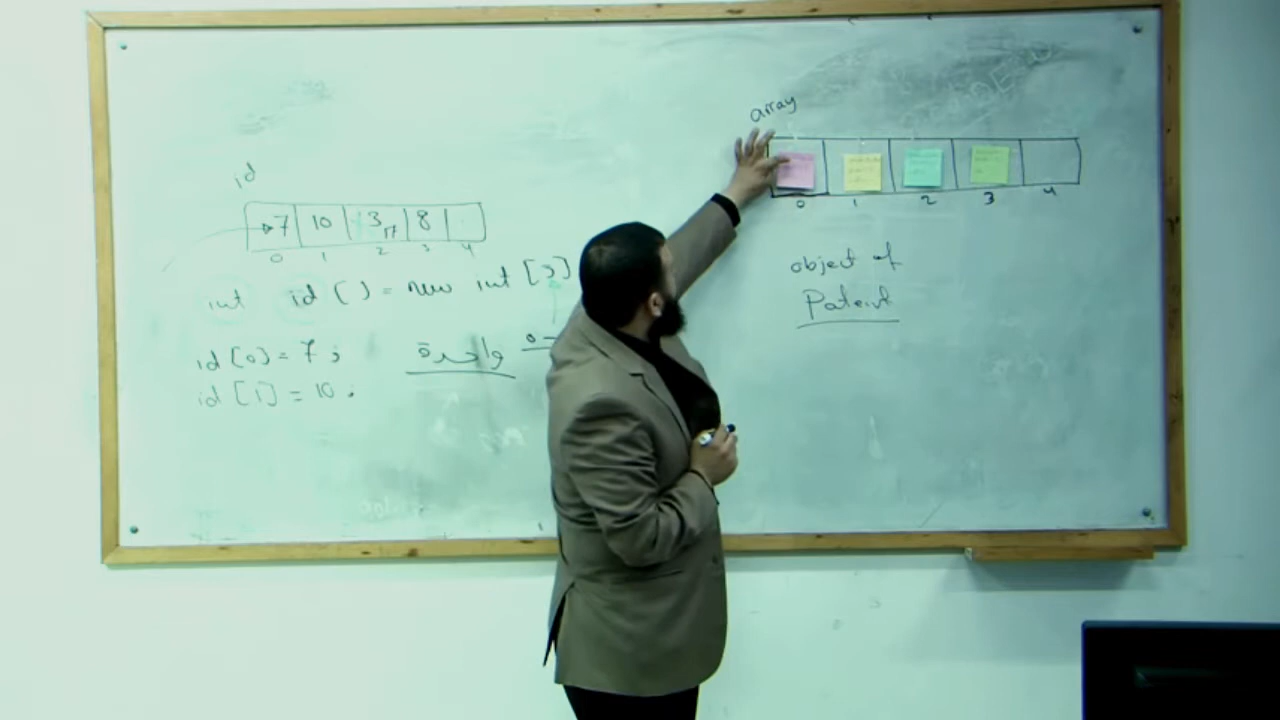 id
7 10 3 17 8
0 1 2 3 4
int id [ ] = new int [5]
id [0] = 7 ;
id [1] = 10 ;
واحدة
array
0 1 2 3 4
object of
Patient